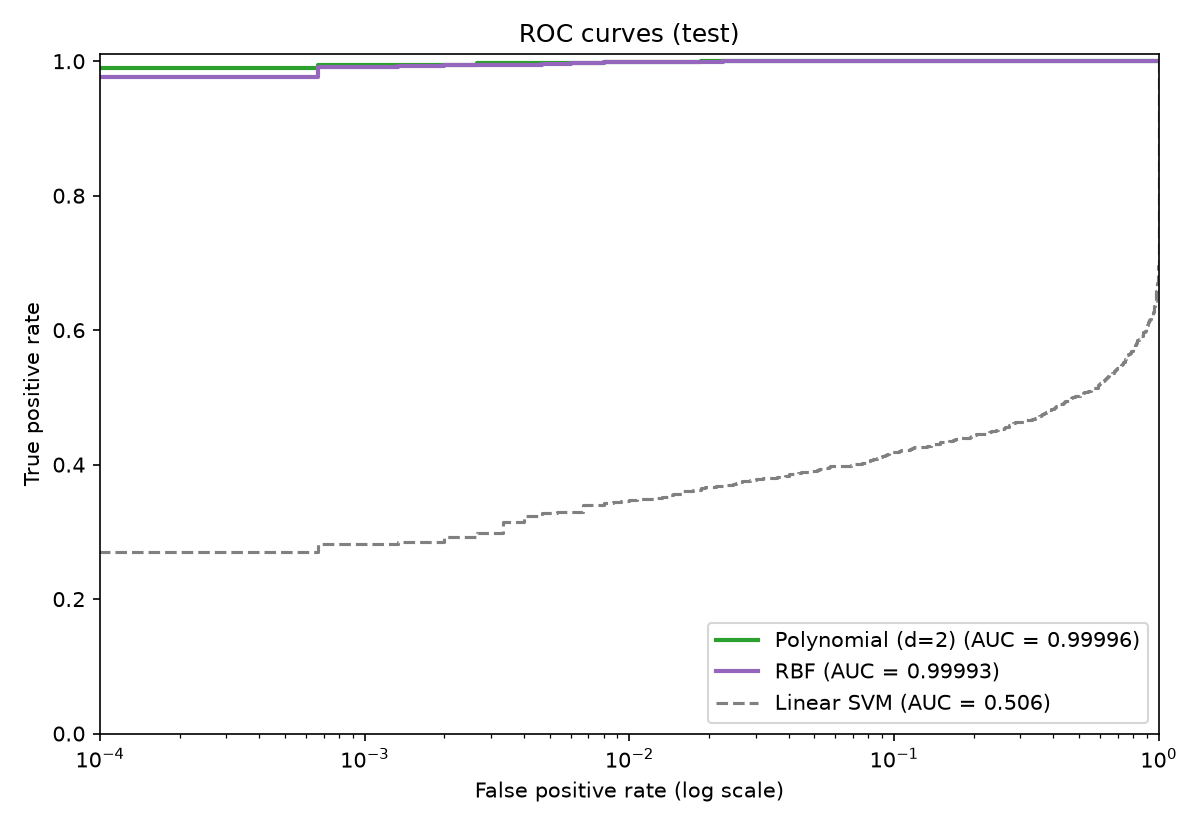 ROC curves (test)
True positive rate
1.0
0.8
0.6
0.4
0.2
0.0
Polynomial (d=2) (AUC = 0.99996)
RBF (AUC = 0.99993)
Linear SVM (AUC = 0.506)
10⁻⁴ 10⁻³ 10⁻² 10⁻¹ 10⁰
False positive rate (log scale)